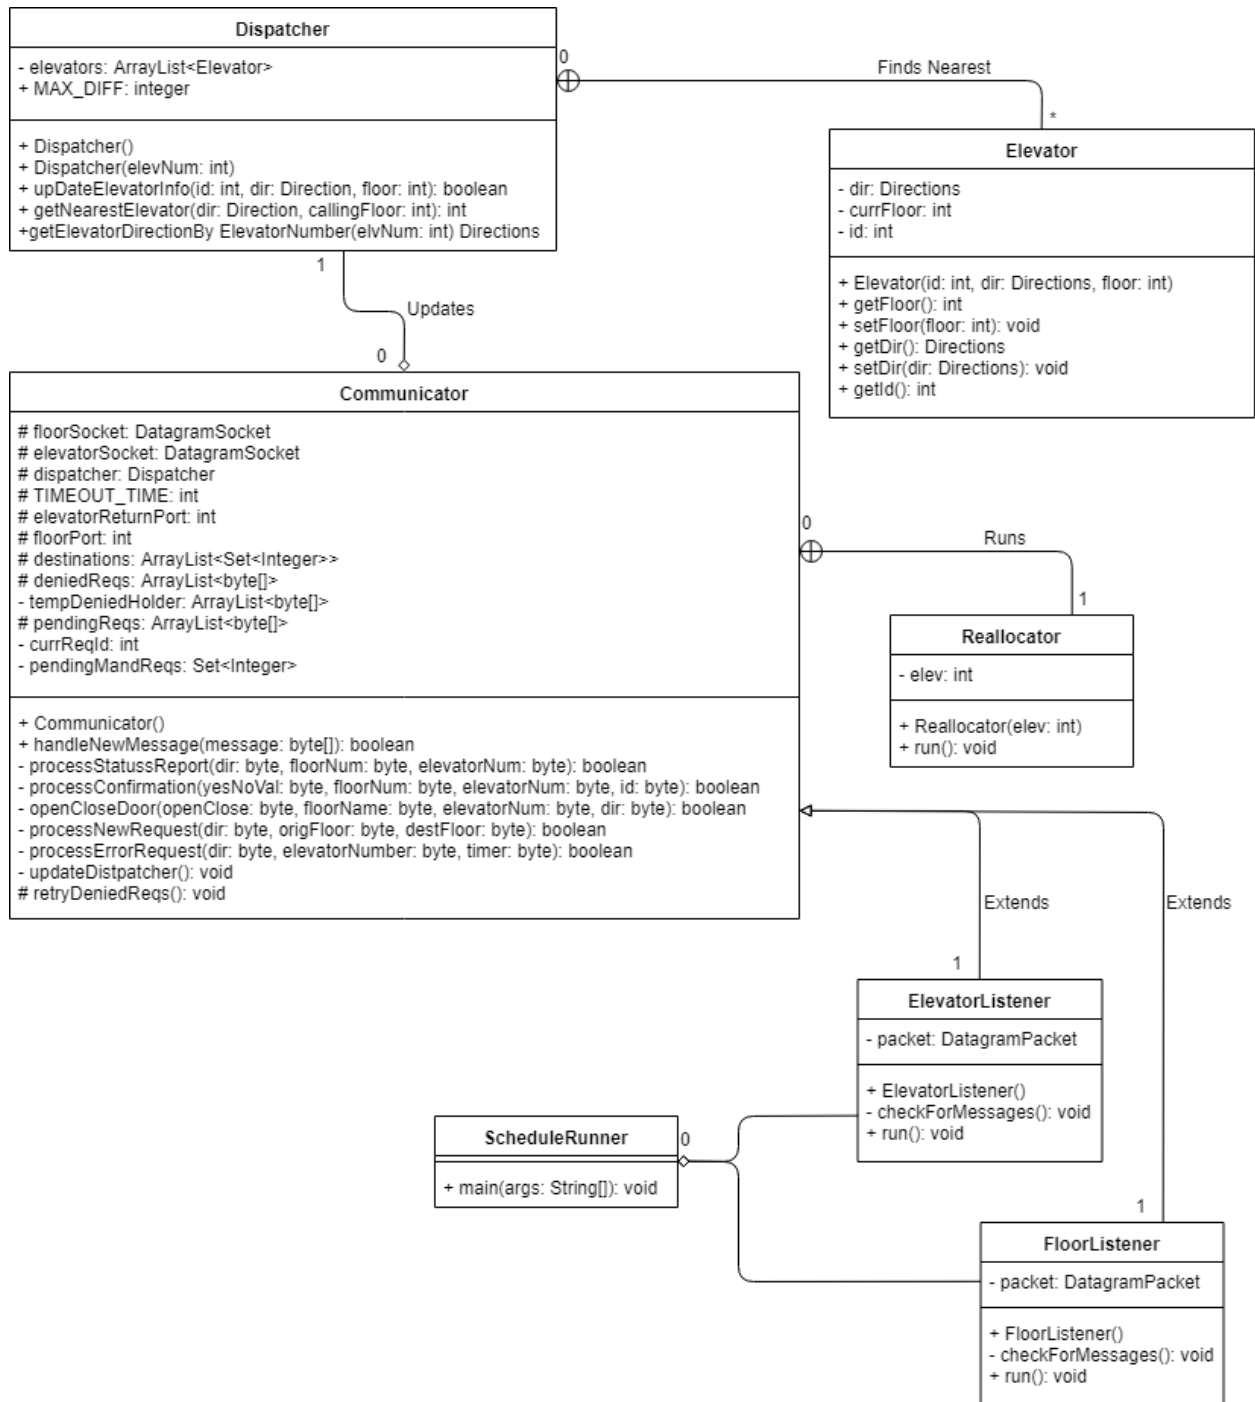 Dispatcher
- elevators: ArrayList<Elevator>
+ MAX_DIFF: integer
+ Dispatcher()
+ Dispatcher(elevNum: int)
+ upDateElevatorInfo(id: int, dir: Direction, floor: int): boolean
+ getNearestElevator(dir: Direction, callingFloor: int): int
+getElevatorDirectionBy ElevatorNumber(elvNum: int) Directions
0
Finds Nearest
*
Elevator
- dir: Directions
- currFloor: int
- id: int
+ Elevator(id: int, dir: Directions, floor: int)
+ getFloor(): int
+ setFloor(floor: int): void
+ getDir(): Directions
+ setDir(dir: Directions): void
+ getId(): int
1
Updates
0
Communicator
# floorSocket: DatagramSocket
# elevatorSocket: DatagramSocket
# dispatcher: Dispatcher
# TIMEOUT_TIME: int
# elevatorReturnPort: int
# floorPort: int
# destinations: ArrayList<Set<Integer>>
# deniedReqs: ArrayList<byte[]>
- tempDeniedHolder: ArrayList<byte[]>
# pendingReqs: ArrayList<byte[]>
- currReqId: int
- pendingMandReqs: Set<Integer>
+ Communicator()
+ handleNewMessage(message: byte[]): boolean
- processStatussReport(dir: byte, floorNum: byte, elevatorNum: byte): boolean
- processConfirmation(yesNoVal: byte, floorNum: byte, elevatorNum: byte, id: byte): boolean
- openCloseDoor(openClose: byte, floorName: byte, elevatorNum: byte, dir: byte): boolean
- processNewRequest(dir: byte, origFloor: byte, destFloor: byte): boolean
- processErrorRequest(dir: byte, elevatorNumber: byte, timer: byte): boolean
- updateDistpatcher(): void
# retryDeniedReqs(): void
0
Runs
1
Reallocator
- elev: int
+ Reallocator(elev: int)
+ run(): void
Extends
Extends
1
ElevatorListener
- packet: DatagramPacket
+ ElevatorListener()
- checkForMessages(): void
+ run(): void
ScheduleRunner
+ main(args: String[]): void
0
1
FloorListener
- packet: DatagramPacket
+ FloorListener()
- checkForMessages(): void
+ run(): void